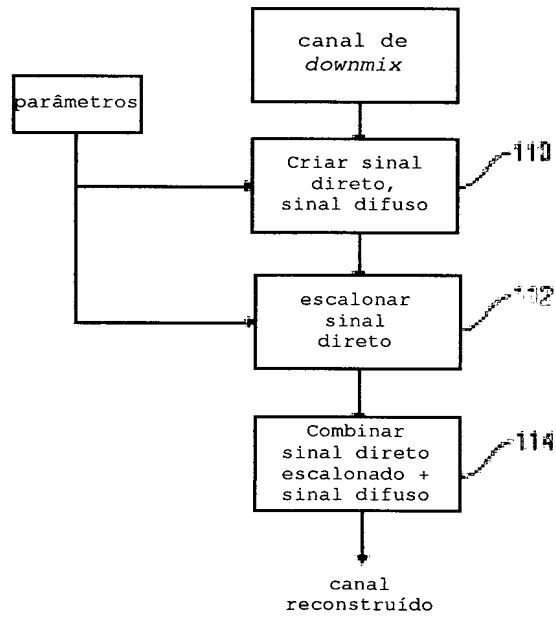 canal de
downmix
parâmetros
Criar sinal
direto,
sinal difuso
110
escalonar
sinal
direto
112
Combinar
sinal direto
escalonado +
sinal difuso
114
canal
reconstruído